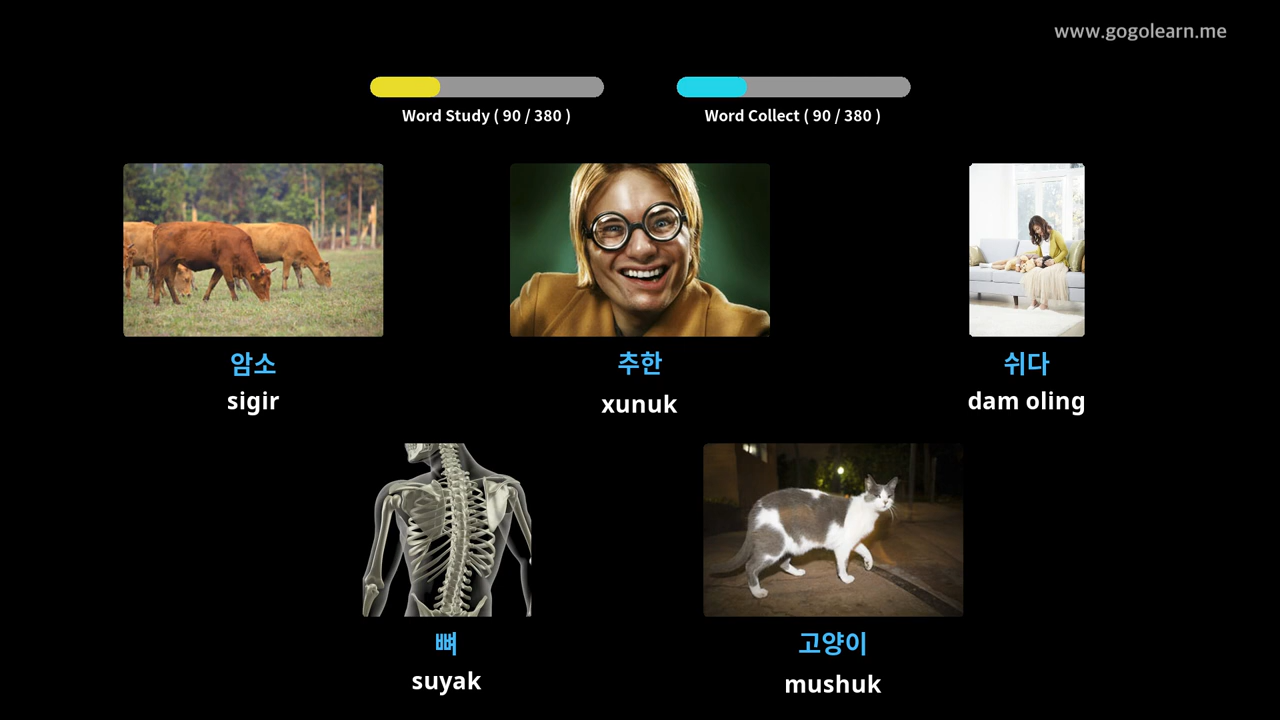 www.gogolearn.me
Word Study ( 90 / 380 )
Word Collect ( 90 / 380 )
암소
sigir
추한
xunuk
쉬다
dam oling
뼈
suyak
고양이
mushuk